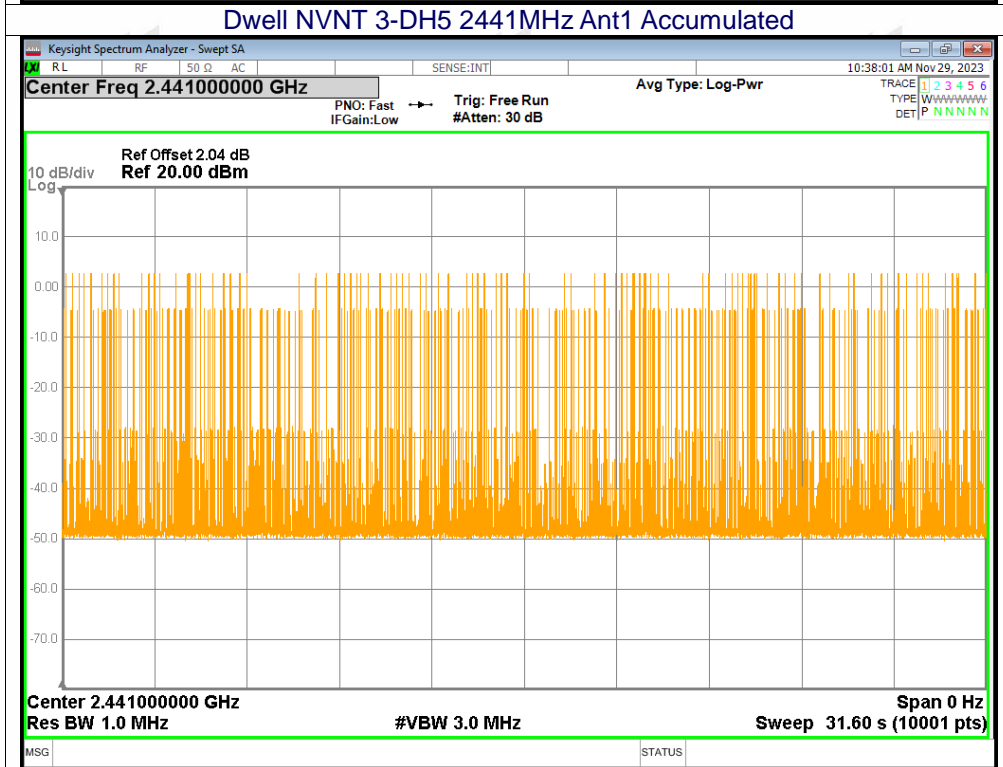 Dwell NVNT 3-DH5 2441MHz Ant1 Accumulated
Keysight Spectrum Analyzer - Swept SA
LXI RL RF 50 Ω AC SENSE:INT 10:38:01 AM Nov 29, 2023
Center Freq 2.441000000 GHz
PNO: Fast
IFGain:Low
Trig: Free Run
#Atten: 30 dB
Avg Type: Log-Pwr
TRACE 1 2 3 4 5 6
TYPE WWWWWW
DET P N N N N N
Ref Offset 2.04 dB
10 dB/div Ref 20.00 dBm
Log
10.0
0.00
-10.0
-20.0
-30.0
-40.0
-50.0
-60.0
-70.0
Center 2.441000000 GHz Span 0 Hz
Res BW 1.0 MHz #VBW 3.0 MHz Sweep 31.60 s (10001 pts)
MSG STATUS